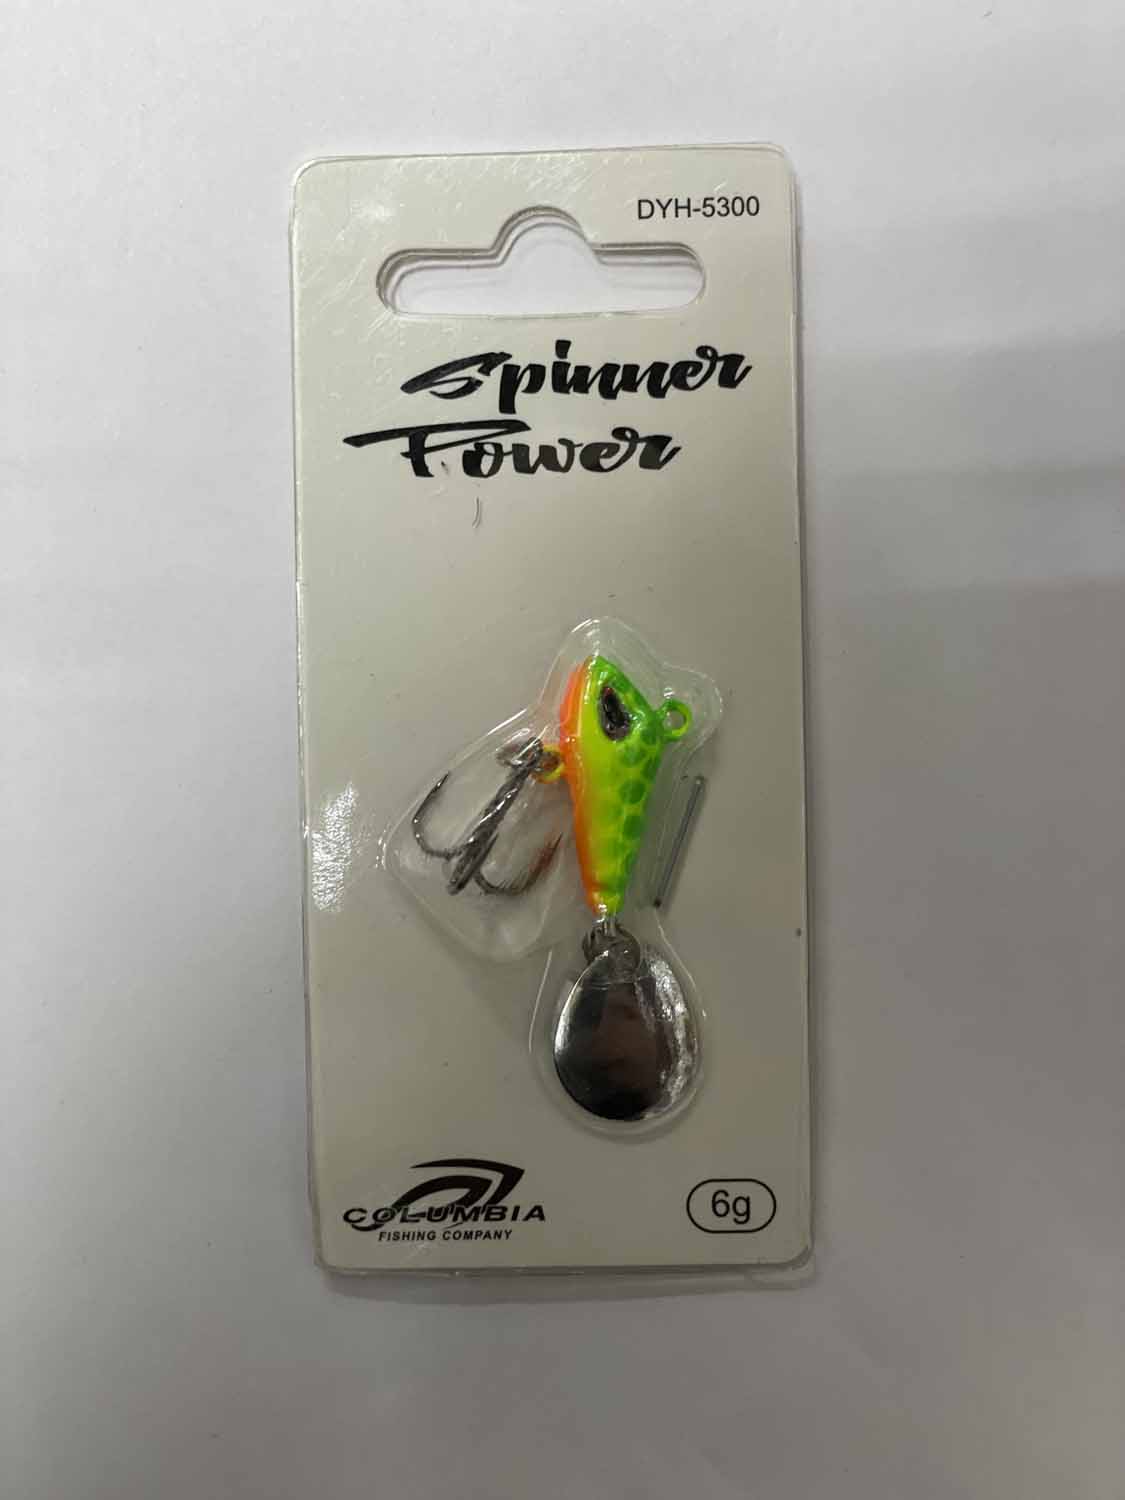 DYH-5300
Spinner
Power
COLUMBIA
FISHING COMPANY
6g